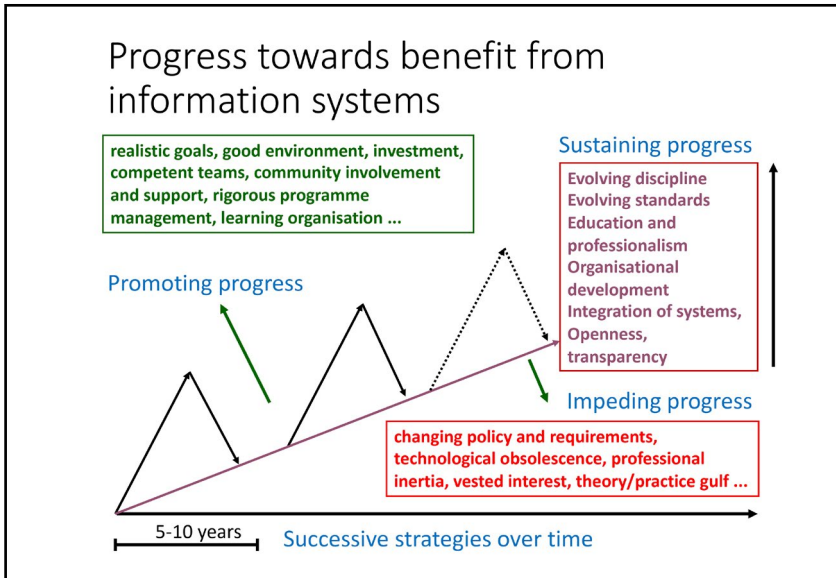 Progress towards benefit from
information systems
realistic goals, good environment, investment,
competent teams, community involvement
and support, rigorous programme
management, learning organisation ...
Sustaining progress
Evolving discipline
Evolving standards
Education and
professionalism
Organisational
development
Integration of systems,
Openness,
transparency
Promoting progress
Impeding progress
changing policy and requirements,
technological obsolescence, professional
inertia, vested interest, theory/practice gulf ...
5-10 years
Successive strategies over time